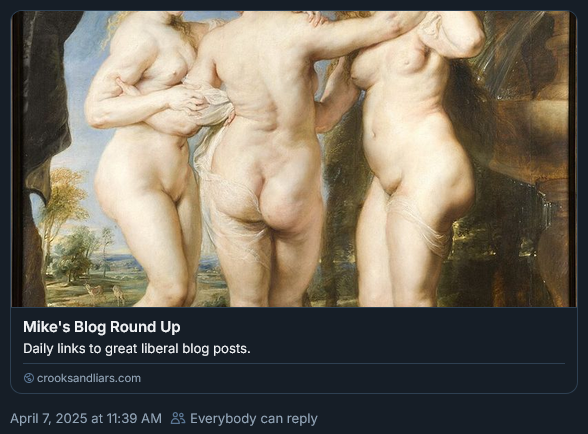 Mike's Blog Round Up
Daily links to great liberal blog posts.
crooksandliars.com
April 7, 2025 at 11:39 AM Everybody can reply